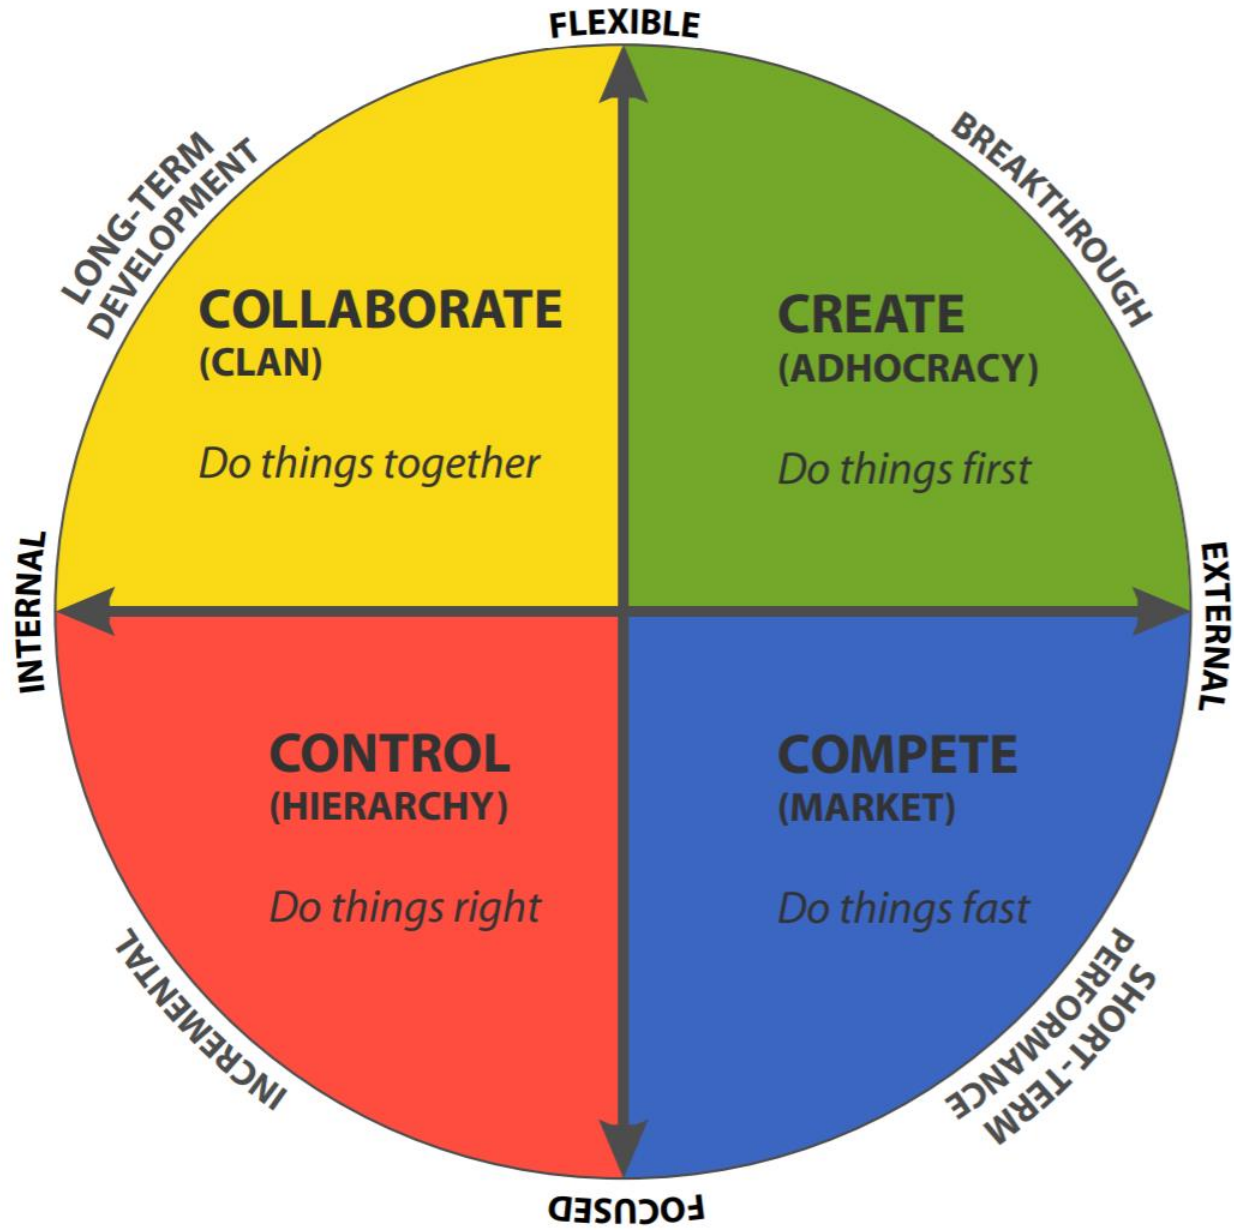 FLEXIBLE
LONG-TERM
DEVELOPMENT
BREAKTHROUGH
COLLABORATE
(CLAN)
Do things together
CREATE
(ADHOCRACY)
Do things first
INTERNAL
EXTERNAL
CONTROL
(HIERARCHY)
Do things right
COMPETE
(MARKET)
Do things fast
INCREMENTAL
SHORT-TERM
PERFORMANCE
FOCUSED